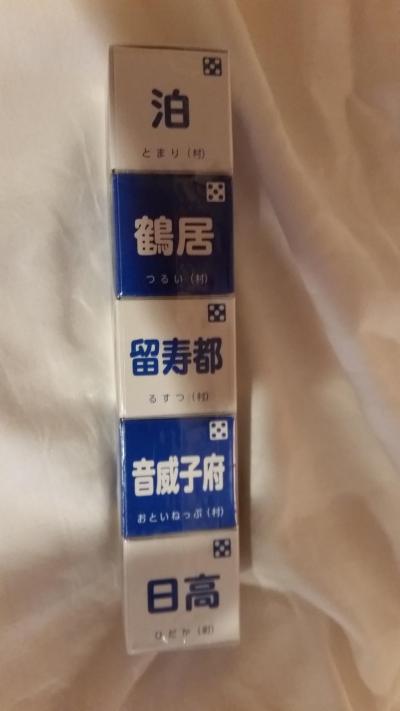 泊
とまり(村)
鶴居
つるい(村)
留寿都
るすつ(村)
音威子府
おといねっぷ(村)
日高
ひだか(町)